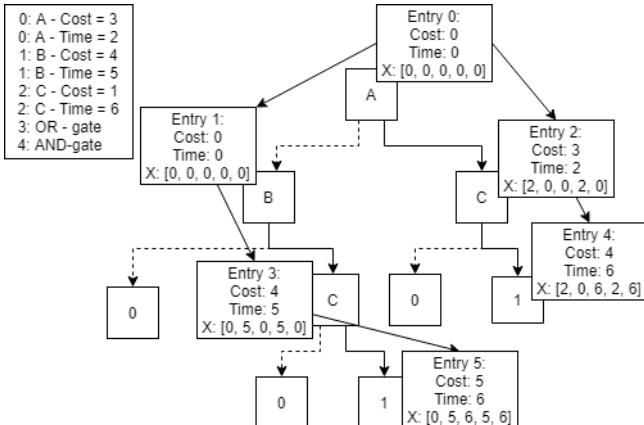 0: A - Cost = 3
0: A - Time = 2
1: B - Cost = 4
1: B - Time = 5
2: C - Cost = 1
2: C - Time = 6
3: OR - gate
4: AND-gate
Entry 0:
Cost: 0
Time: 0
X: [0, 0, 0, 0, 0]
A
Entry 1:
Cost: 0
Time: 0
X: [0, 0, 0, 0, 0]
B
Entry 2:
Cost: 3
Time: 2
X: [2, 0, 0, 2, 0]
C
Entry 3:
Cost: 4
Time: 5
X: [0, 5, 0, 5, 0]
C
Entry 4:
Cost: 4
Time: 6
X: [2, 0, 6, 2, 6]
0
0
1
0
1
Entry 5:
Cost: 5
Time: 6
X: [0, 5, 6, 5, 6]